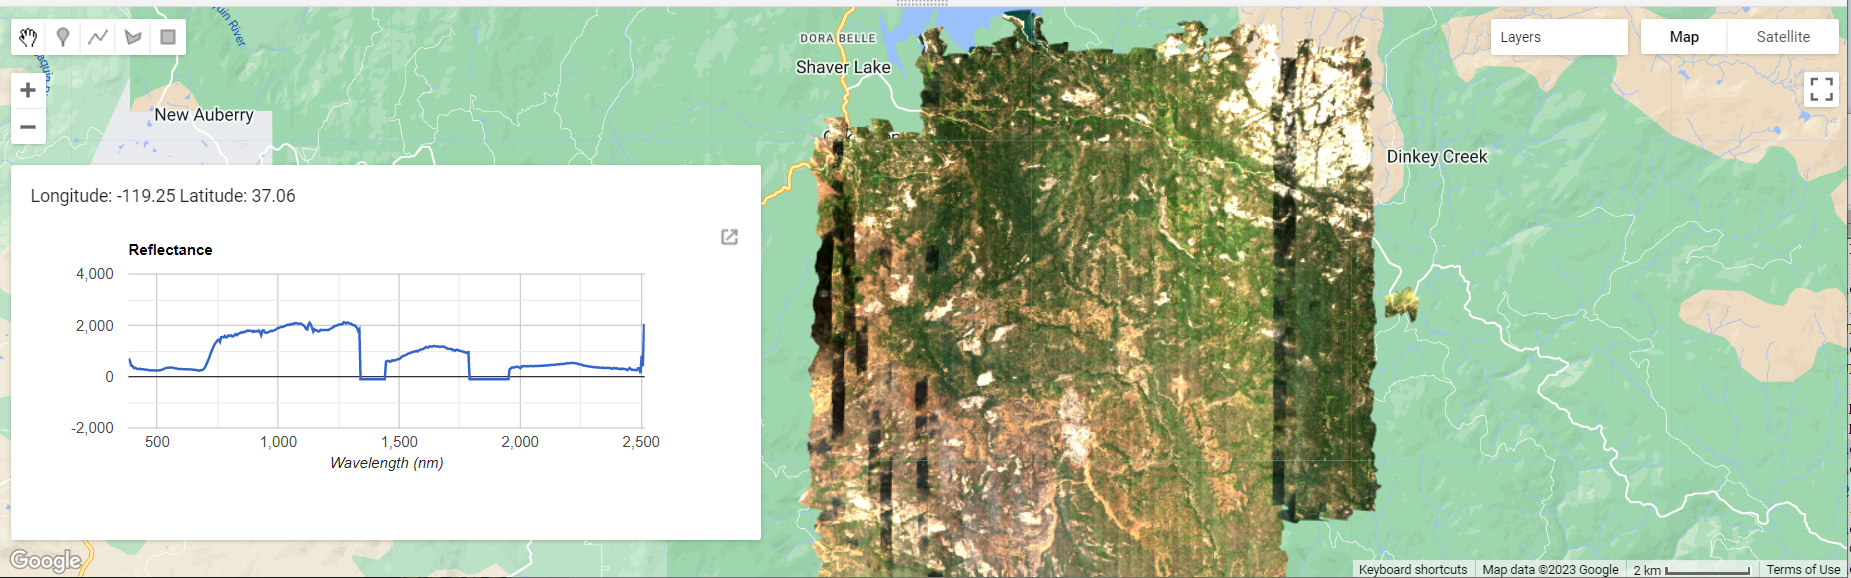 DORA BELLE
Shaver Lake
Layers
Map
Satellite
New Auberry
Dinkey Creek
Longitude: -119.25 Latitude: 37.06
Reflectance
4,000
2,000
0
-2,000
500
1,000
1,500
2,000
2,500
Wavelength (nm)
Google
Keyboard shortcuts
Map data ©2023 Google
2 km
Terms of Use